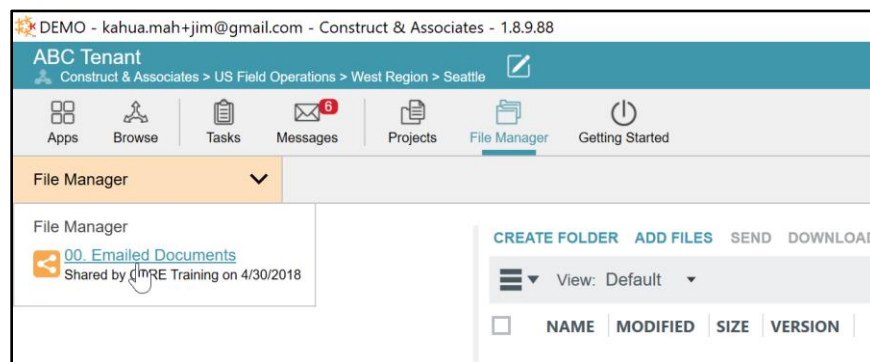 DEMO - kahua.mah+jim@gmail.com - Construct & Associates - 1.8.9.88
ABC Tenant
Construct & Associates > US Field Operations > West Region > Seattle
6
Apps Browse Tasks Messages Projects File Manager Getting Started
File Manager
File Manager
00. Emailed Documents
Shared by Training on 4/30/2018
CREATE FOLDER ADD FILES SEND DOWNLOAD
View: Default
NAME MODIFIED SIZE VERSION